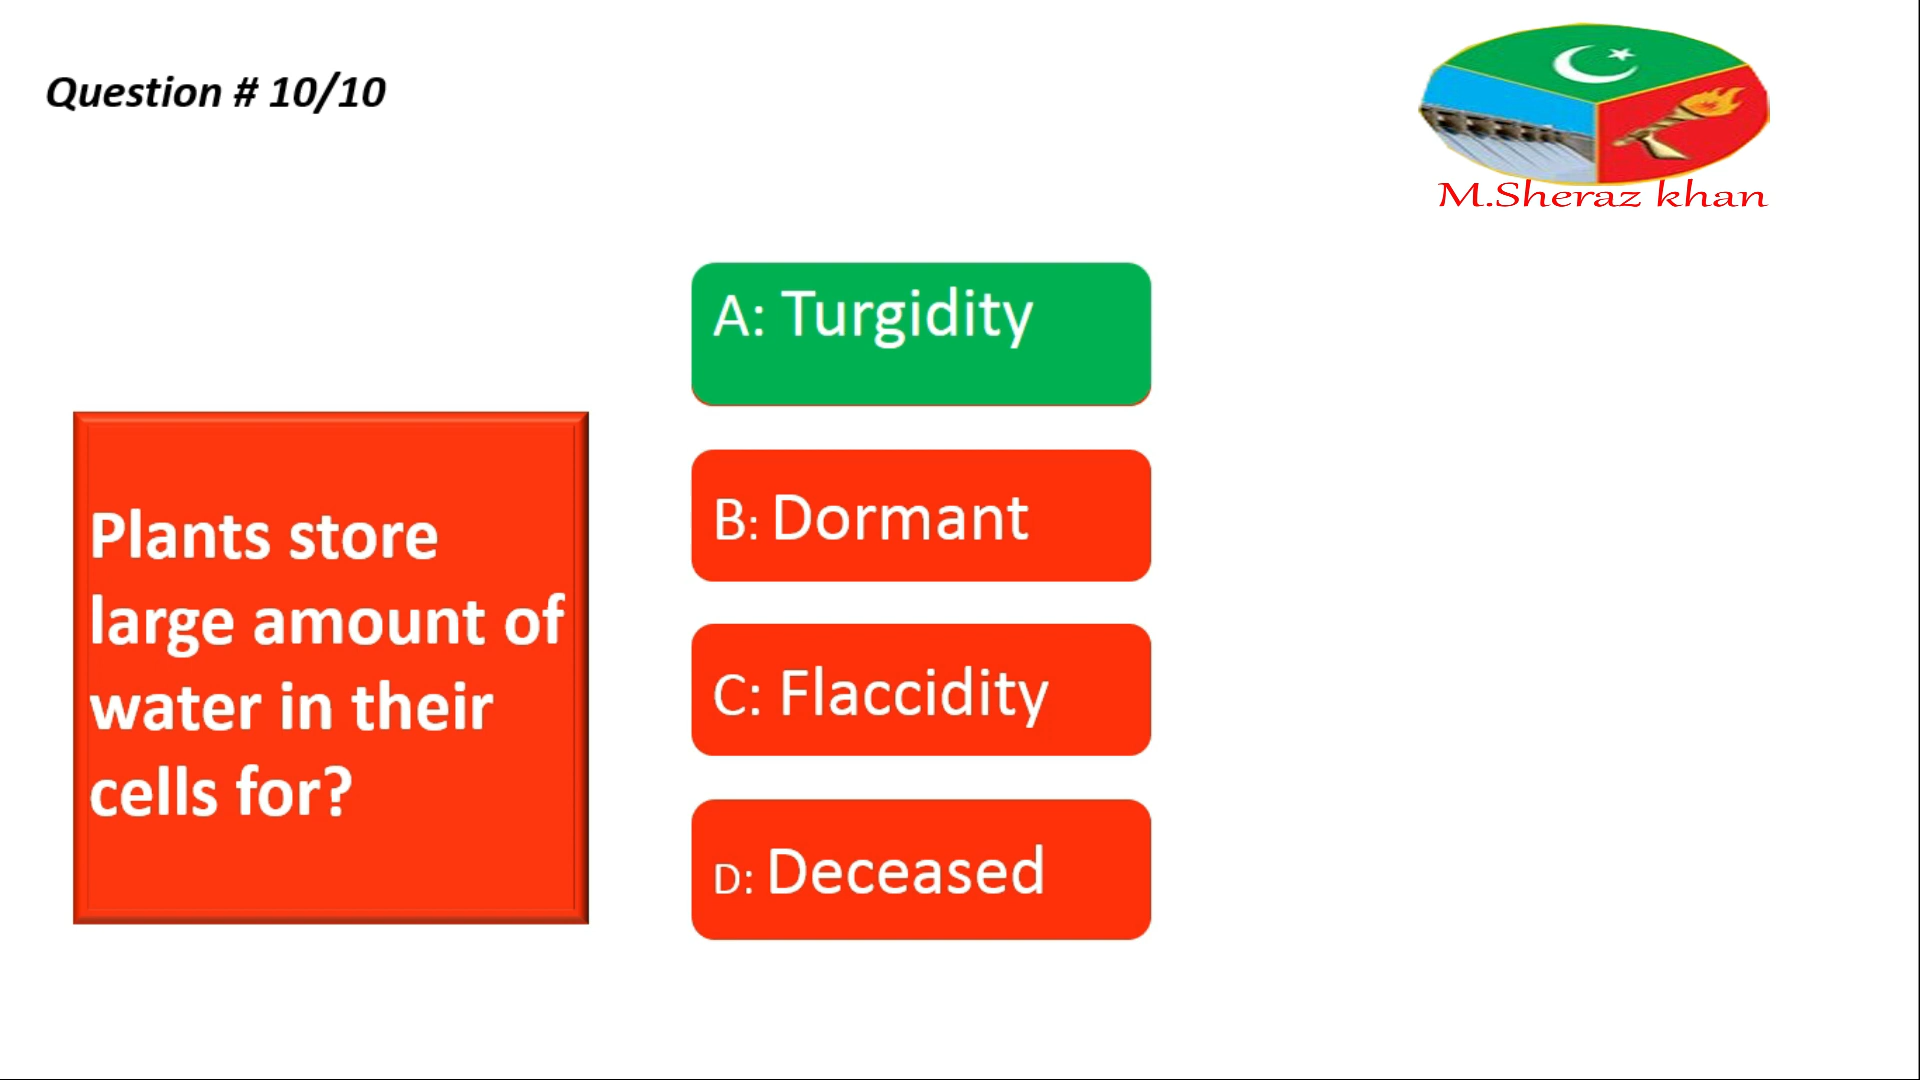 Question # 10/10
M.Sheraz khan
Plants store
large amount of
water in their
cells for?
A: Turgidity
B: Dormant
C: Flaccidity
D: Deceased